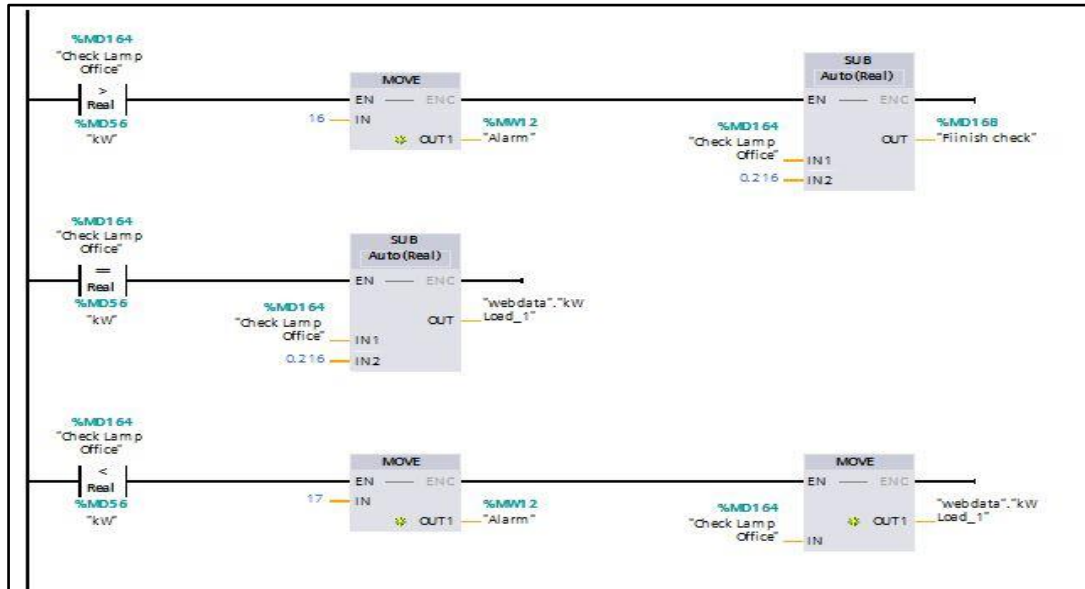 %MD164
"Check Lamp
Office"
>
Real
%MD56
"kW"
MOVE
EN
ENO
16
IN
OUT1
%MW12
"Alarm"
SUB
Auto (Real)
EN
ENO
%MD164
"Check Lamp
Office"
IN1
0.216
IN2
OUT
%MD168
"Fiinish check"
%MD164
"Check Lamp
Office"
==
Real
%MD56
"kW"
SUB
Auto (Real)
EN
ENO
%MD164
"Check Lamp
Office"
IN1
0.216
IN2
OUT
"webdata"."kW
Load_1"
%MD164
"Check Lamp
Office"
<
Real
%MD56
"kW"
MOVE
EN
ENO
17
IN
OUT1
%MW12
"Alarm"
MOVE
EN
ENO
%MD164
"Check Lamp
Office"
IN
OUT1
"webdata"."kW
Load_1"